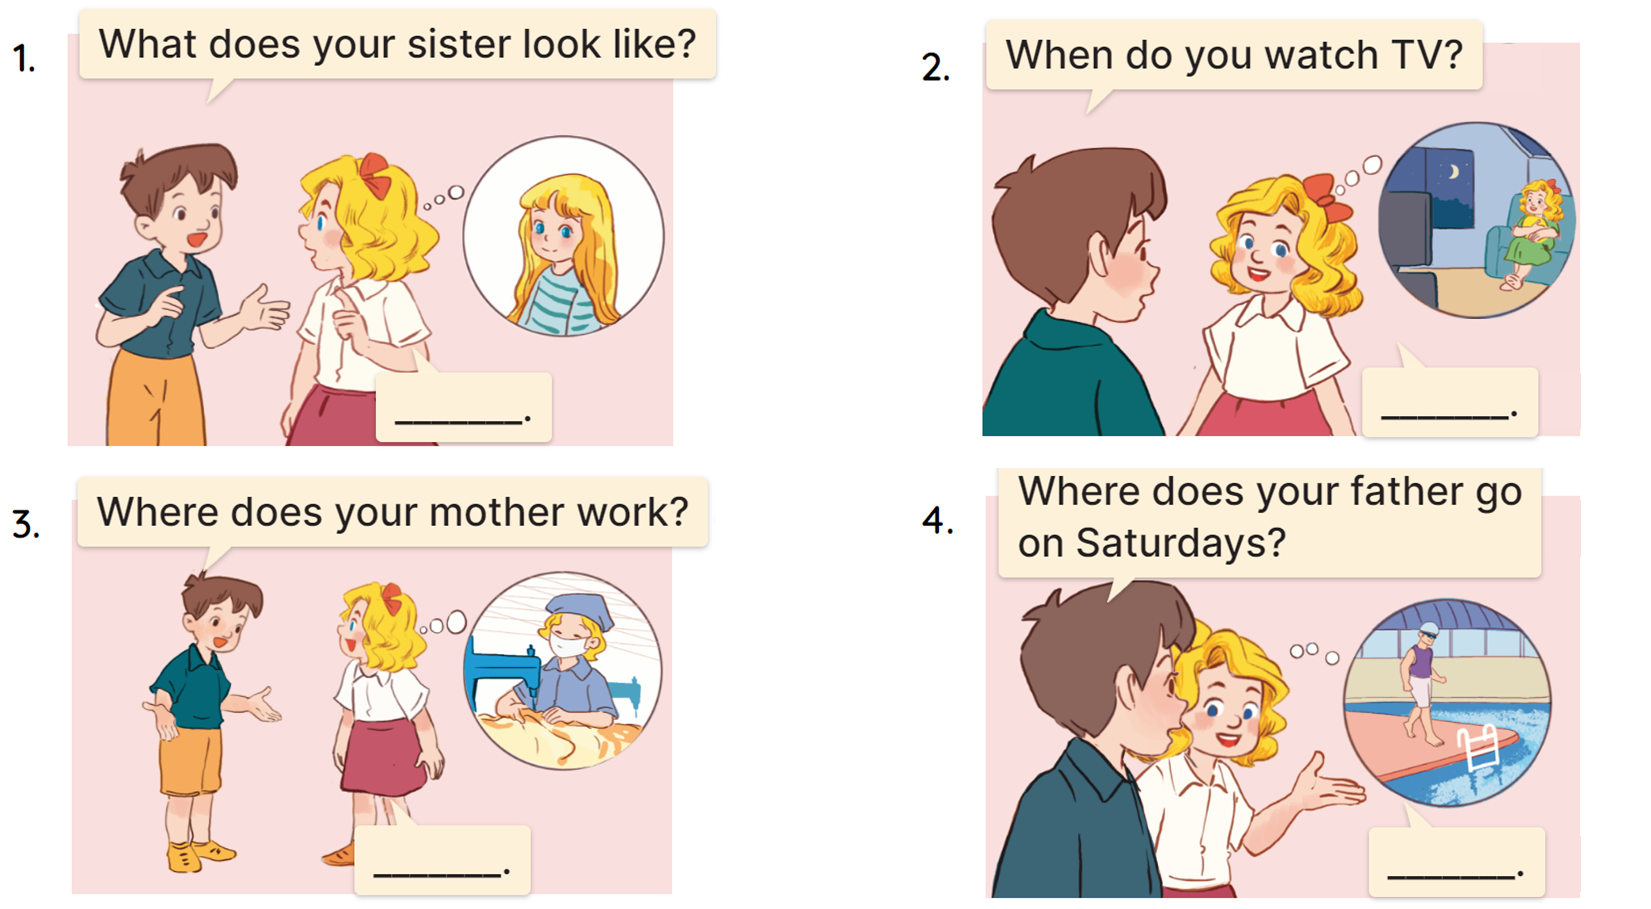 1.
What does your sister look like?
_______.
2.
When do you watch TV?
_______.
3.
Where does your mother work?
_______.
4.
Where does your father go
on Saturdays?
_______.